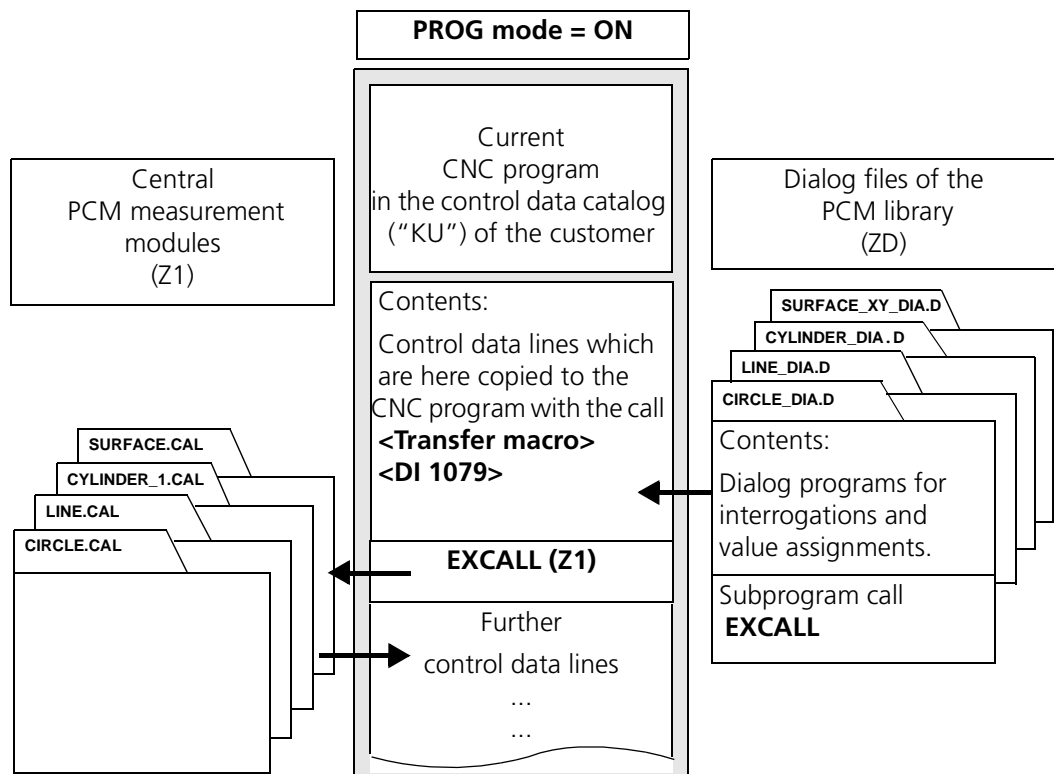 PROG mode = ON
Central
PCM measurement
modules
(Z1)
Current
CNC program
in the control data catalog
(“KU”) of the customer
Dialog files of the
PCM library
(ZD)
Contents:
Control data lines which
are here copied to the
CNC program with the call
<Transfer macro>
<DI 1079>
EXCALL (Z1)
Further
control data lines
...
...
SURFACE.CAL
CYLINDER_1.CAL
LINE.CAL
CIRCLE.CAL
SURFACE_XY_DIA.D
CYLINDER_DIA.D
LINE_DIA.D
CIRCLE_DIA.D
Contents:
Dialog programs for
interrogations and
value assignments.
Subprogram call
EXCALL